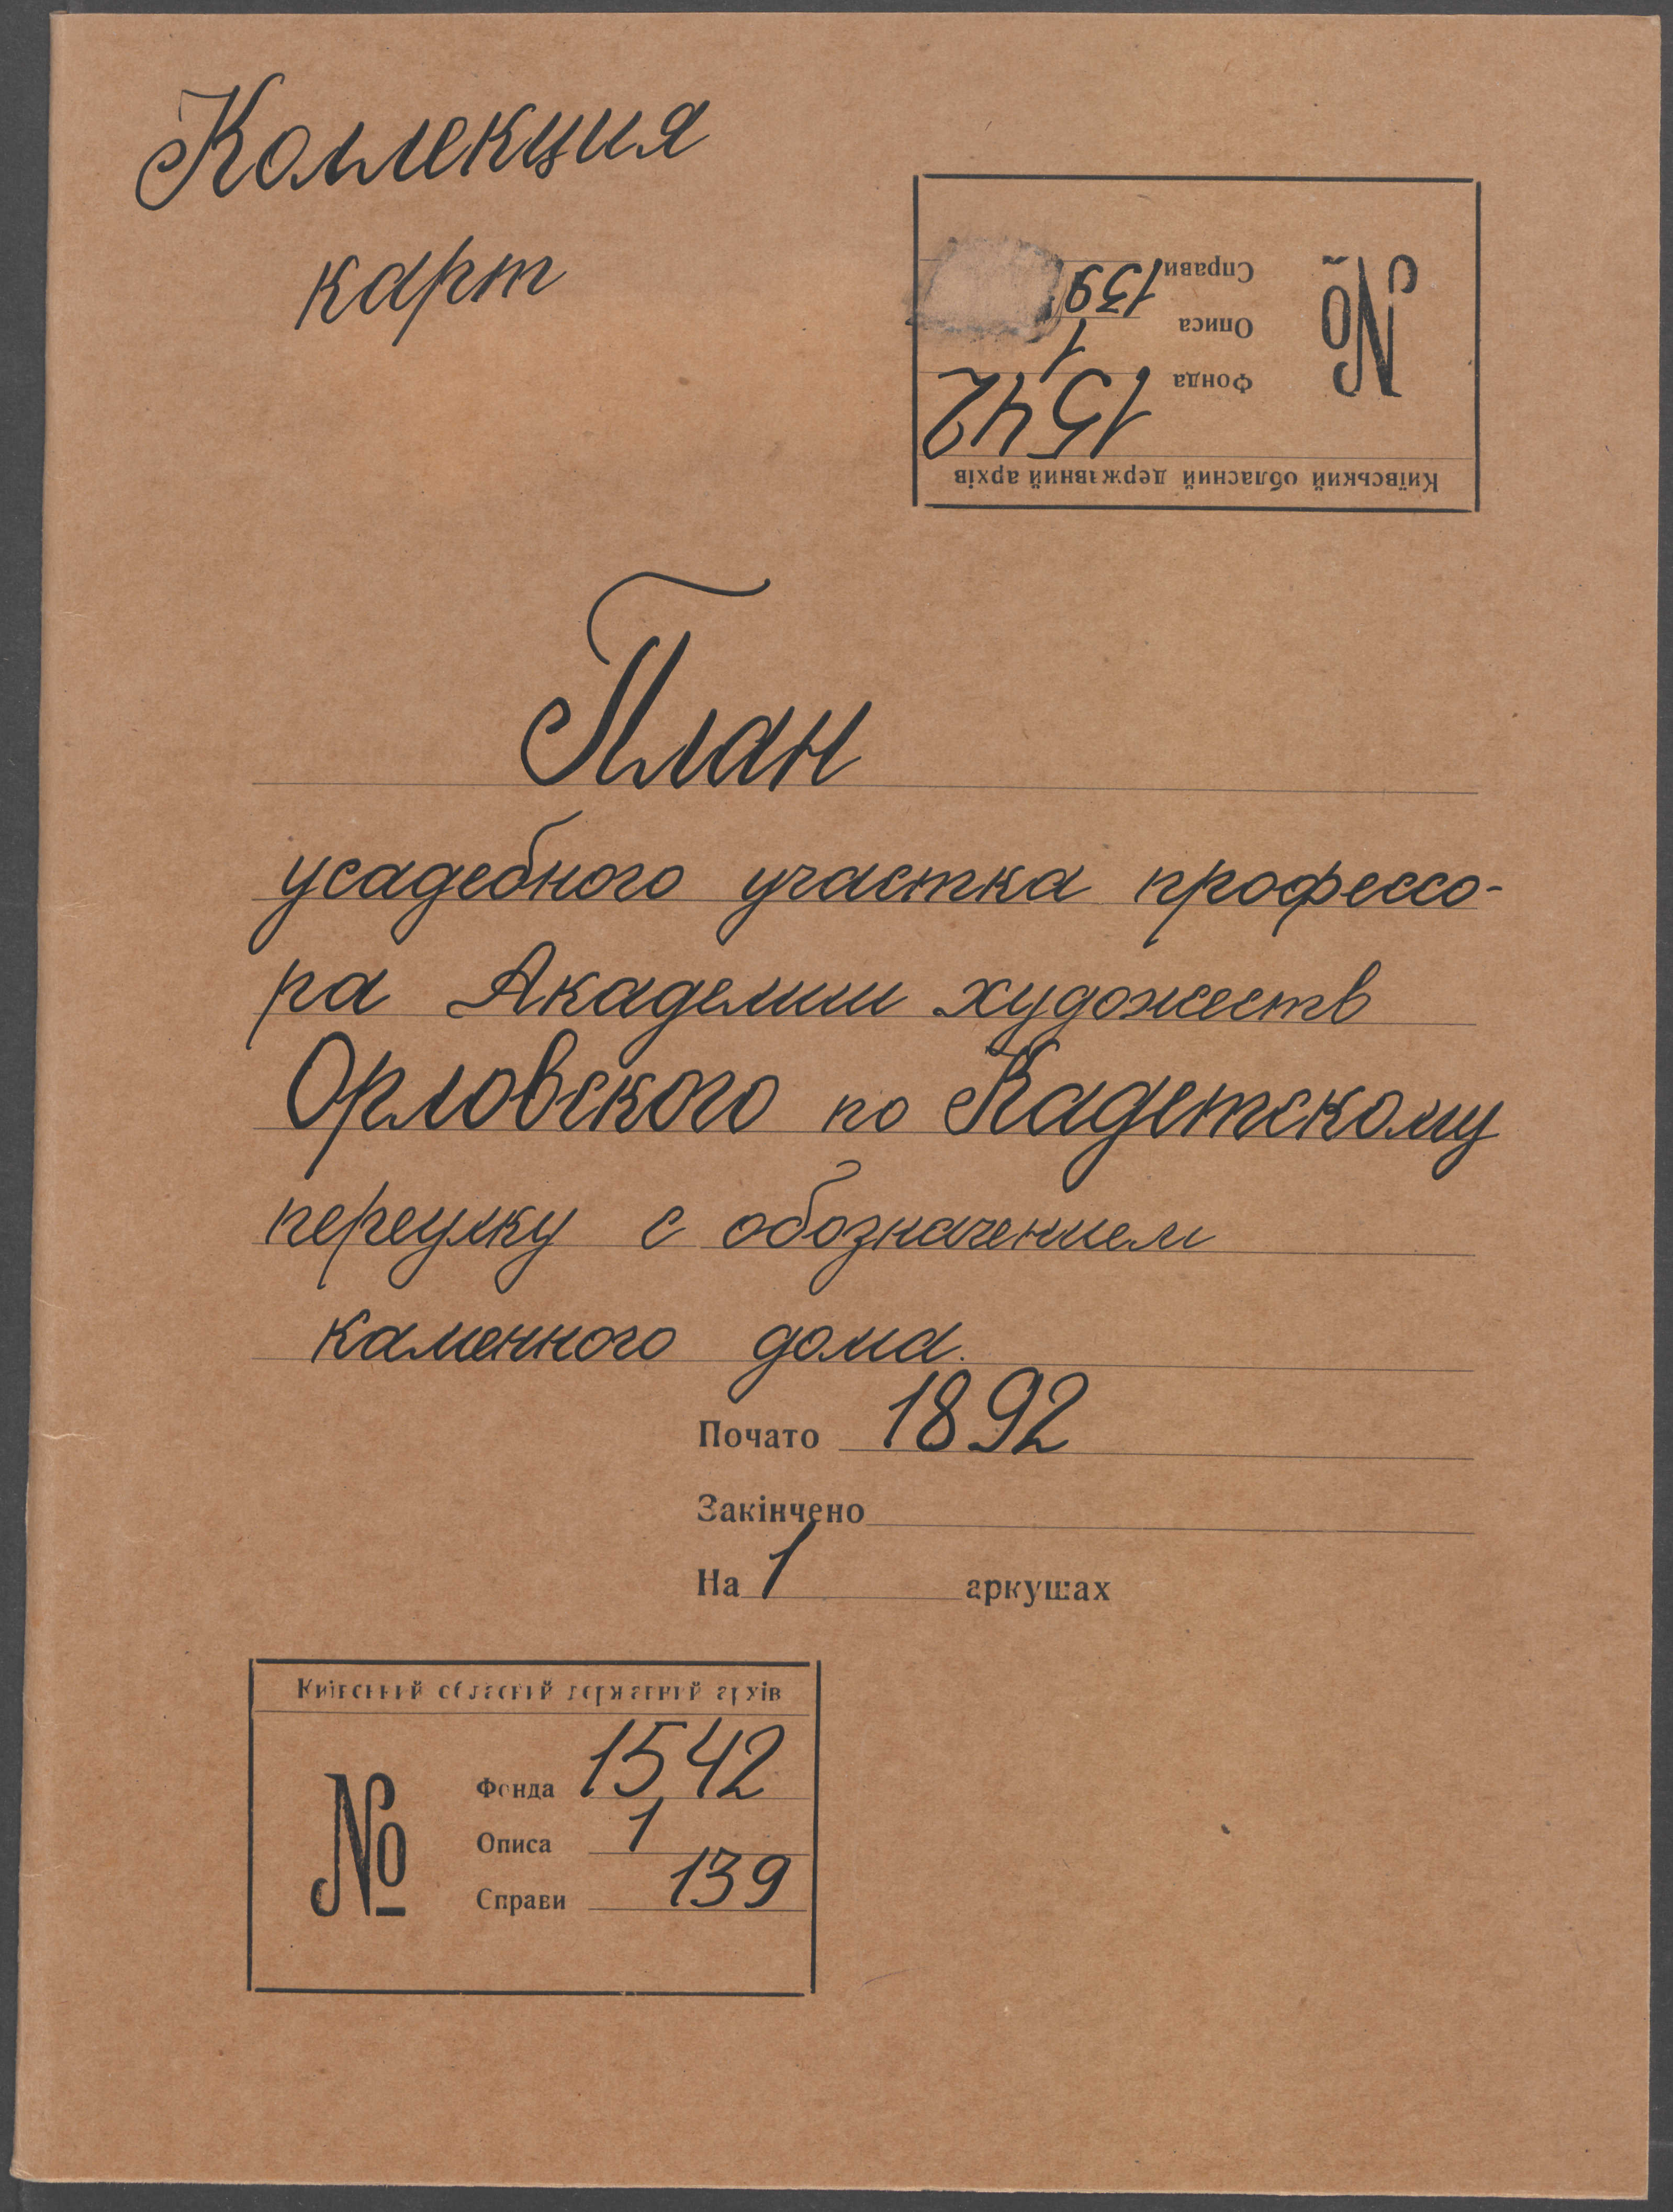 Коллекция
карт
Київський обласний державний архів
№
Фонда 1542
Описа 1
Справи 139
План
усадебного участка профессо-
ра Академии художеств
Орловского по Кадетскому
переулку с обозначением
каменного дома.
Почато 1892
Закінчено
На 1 аркушах
Київський обласний державний архів
№
Фонда 1542
Описа 1
Справи 139